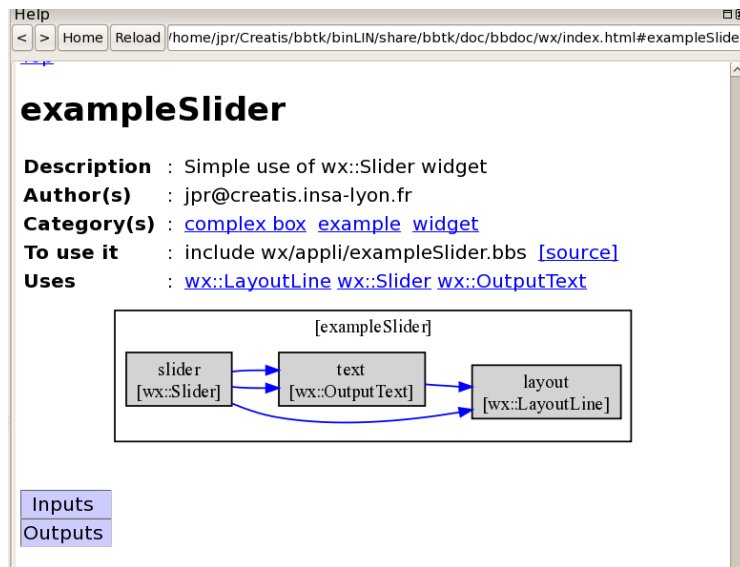 Help
< > Home Reload /home/jpr/Creatis/bbtk/binLIN/share/bbtk/doc/bbdoc/wx/index.html#exampleSlide
Top
exampleSlider
Description : Simple use of wx::Slider widget
Author(s) : jpr@creatis.insa-lyon.fr
Category(s) : complex box example widget
To use it : include wx/appli/exampleSlider.bbs [source]
Uses : wx::LayoutLine wx::Slider wx::OutputText
[exampleSlider]
slider
[wx::Slider]
text
[wx::OutputText]
layout
[wx::LayoutLine]
Inputs
Outputs